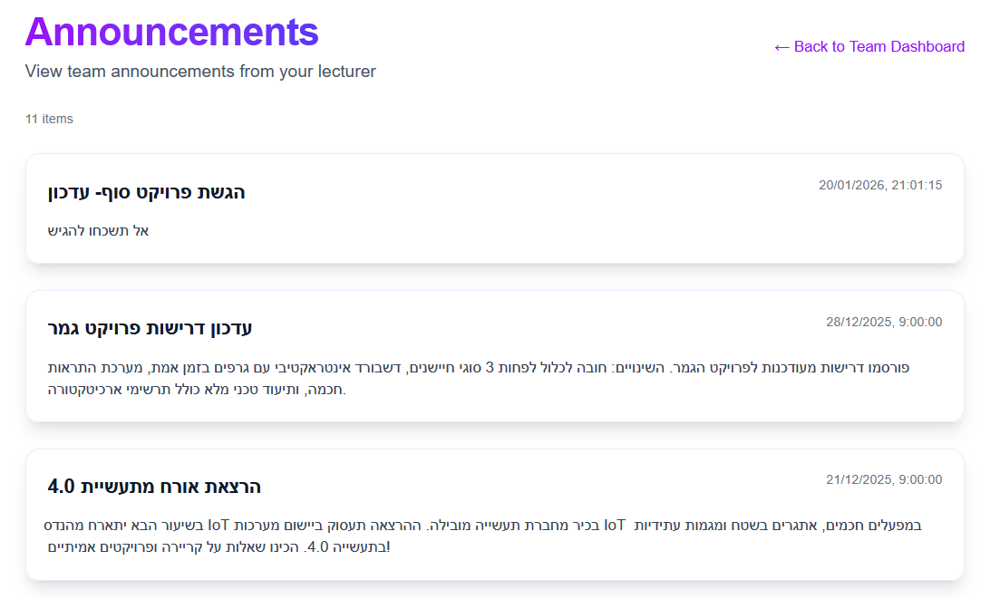 Announcements
← Back to Team Dashboard
View team announcements from your lecturer
11 items
הגשת פרויקט סוף- עדכון
20/01/2026, 21:01:15
אל תשכחו להגיש
עדכון דרישות פרויקט גמר
28/12/2025, 9:00:00
פורסמו דרישות מעודכנות לפרויקט הגמר. השינויים: חובה לכלול לפחות 3 סוגי חיישנים, דשבורד אינטראקטיבי עם גרפים בזמן אמת, מערכת התראות
חכמה, ותיעוד טכני מלא כולל תרשימי ארכיטקטורה.
הרצאת אורח מתעשיית 4.0
21/12/2025, 9:00:00
בשיעור הבא יתארח מהנדס IoT בכיר מחברת תעשייה מובילה. ההרצאה תעסוק ביישום מערכות IoT במפעלים חכמים, אתגרים בשטח ומגמות עתידיות
בתעשייה 4.0. הכינו שאלות על קריירה ופרויקטים אמיתיים!